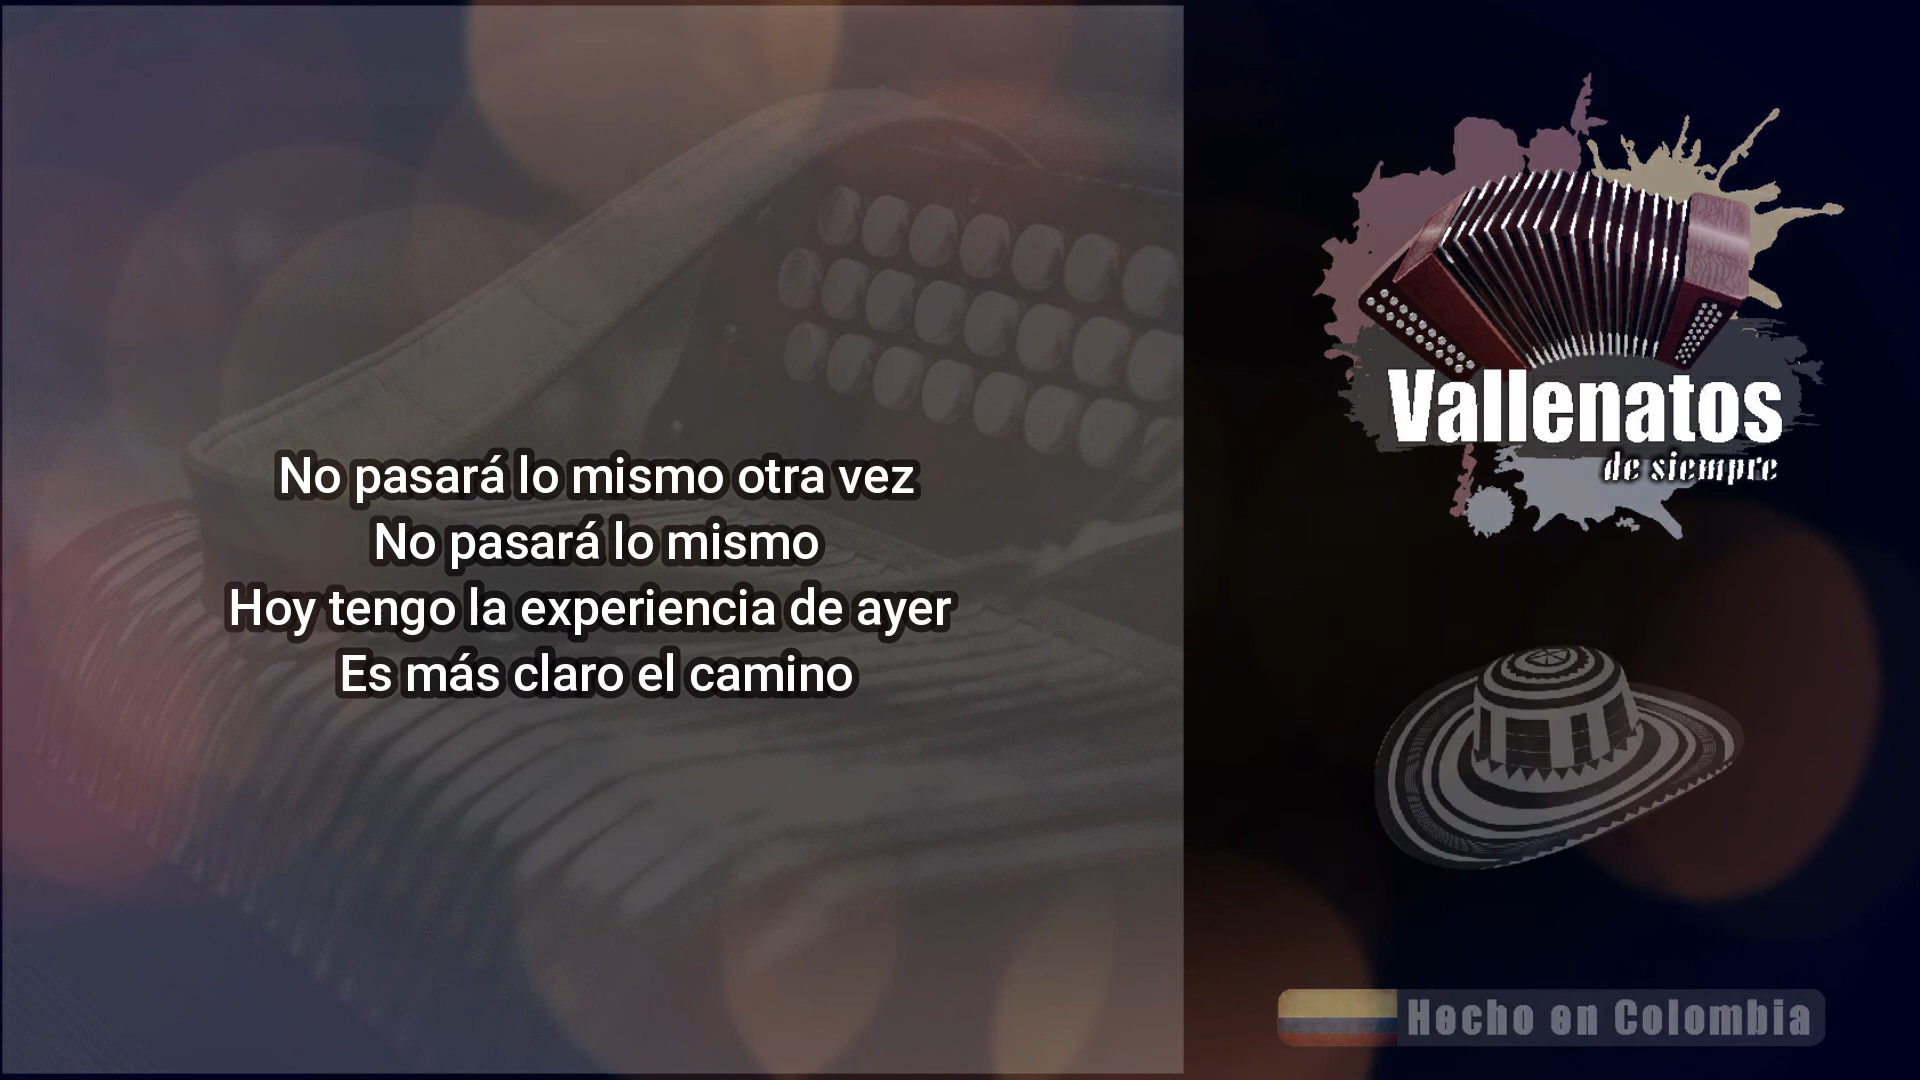 No pasará lo mismo otra vez
No pasará lo mismo
Hoy tengo la experiencia de ayer
Es más claro el camino
Vallenatos
de siempre
Hecho en Colombia